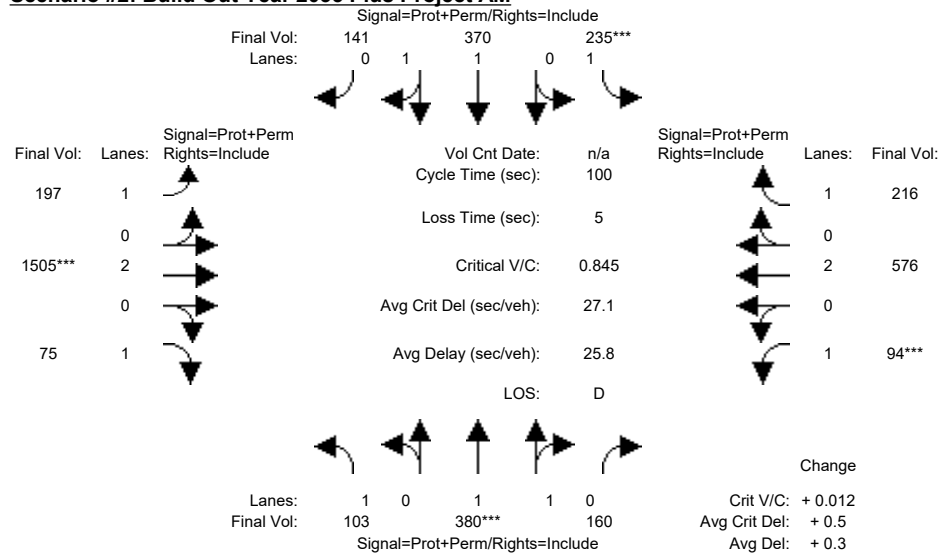 Scenario #2: Build Out Year 2030 Plus Project AM
Signal=Prot+Perm/Rights=Include
Final Vol: 141 370 235***
Lanes: 0 1 1 0 1
Signal=Prot+Perm Signal=Prot+Perm
Final Vol: Lanes: Rights=Include Vol Cnt Date: n/a Rights=Include Lanes: Final Vol:
Cycle Time (sec): 100
197 1 1 216
Loss Time (sec): 5
0 0
1505*** 2 Critical V/C: 0.845 2 576
0 Avg Crit Del (sec/veh): 27.1 0
75 1 Avg Delay (sec/veh): 25.8 1 94***
LOS: D
Change
Lanes: 1 0 1 1 0 Crit V/C: + 0.012
Final Vol: 103 380*** 160 Avg Crit Del: + 0.5
Signal=Prot+Perm/Rights=Include Avg Del: + 0.3